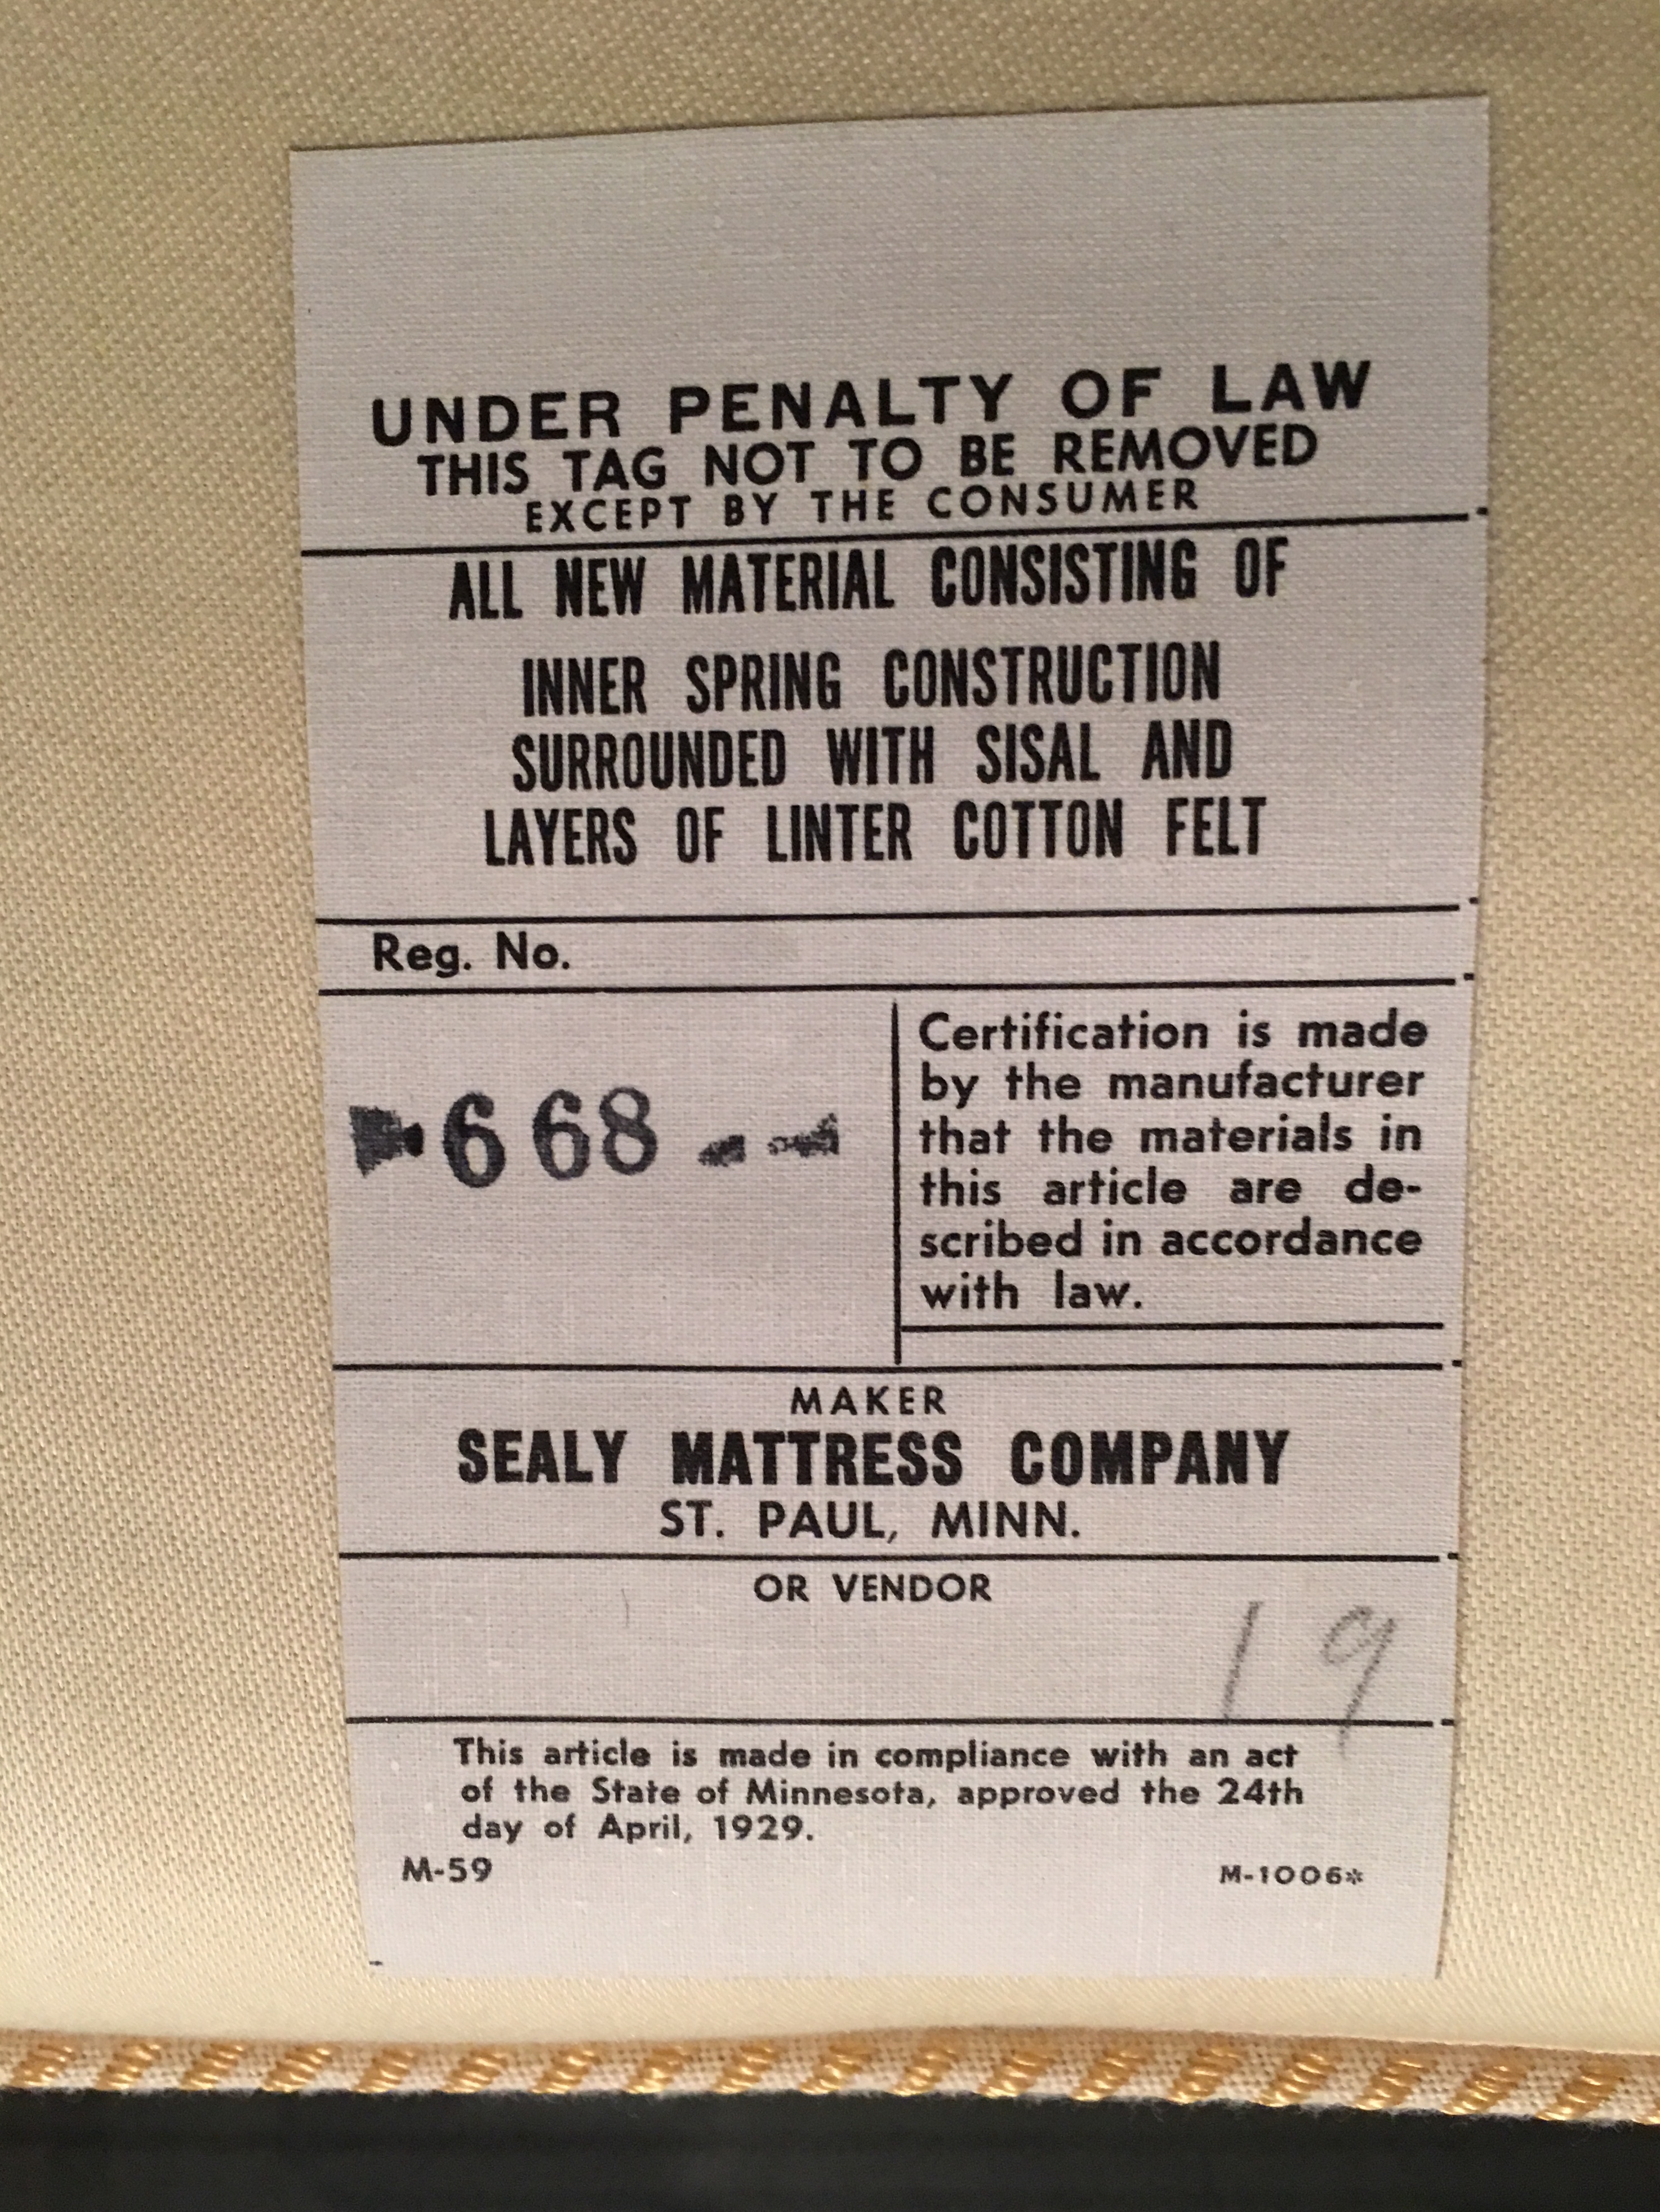 UNDER PENALTY OF LAW
THIS TAG NOT TO BE REMOVED
EXCEPT BY THE CONSUMER
ALL NEW MATERIAL CONSISTING OF
INNER SPRING CONSTRUCTION
SURROUNDED WITH SISAL AND
LAYERS OF LINTER COTTON FELT
Reg. No.
668
Certification is made
by the manufacturer
that the materials in
this article are de-
scribed in accordance
with law.
MAKER
SEALY MATTRESS COMPANY
ST. PAUL, MINN.
OR VENDOR
19
This article is made in compliance with an act
of the State of Minnesota, approved the 24th
day of April, 1929.
M-59 M-1006*